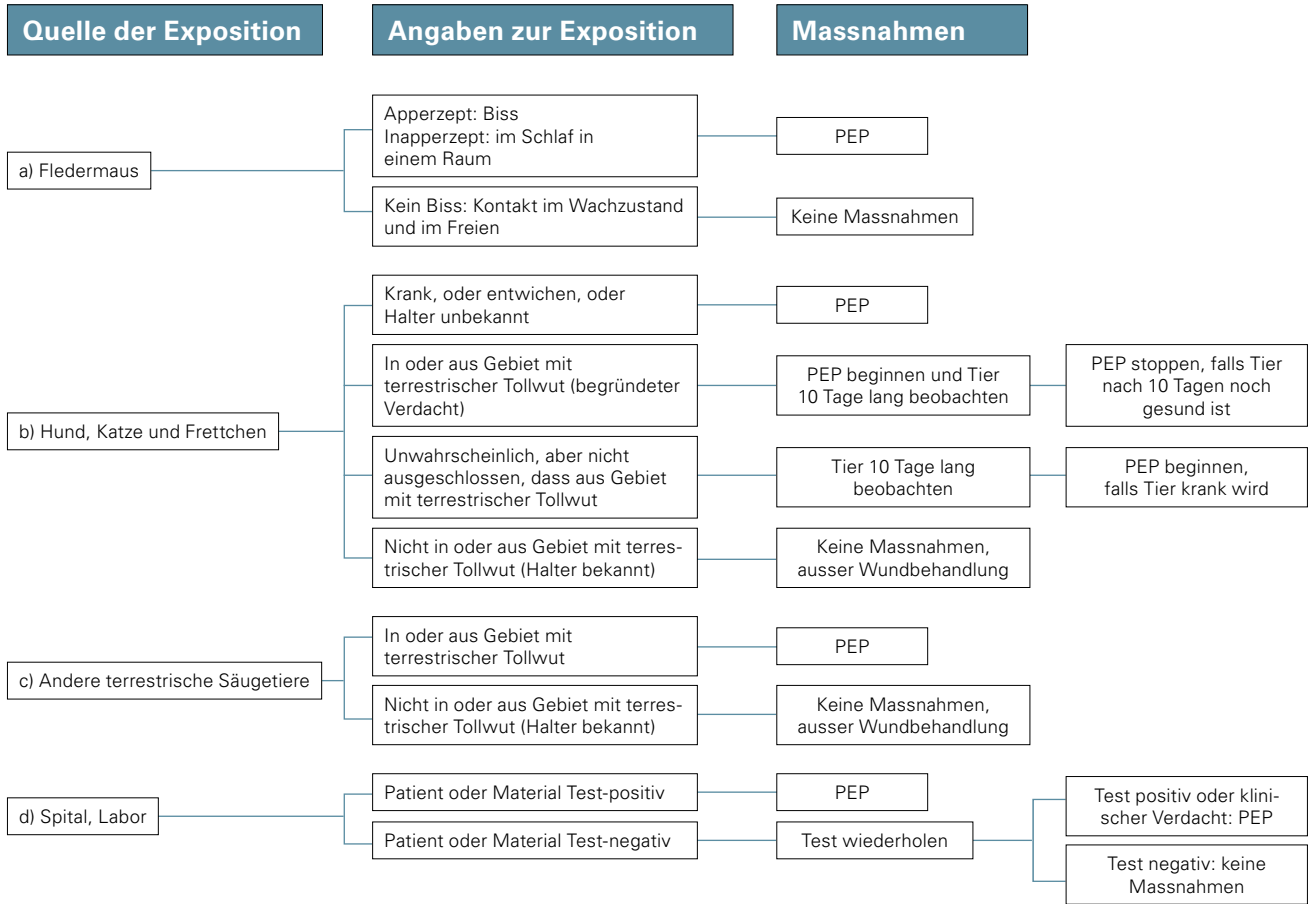 Quelle der Exposition
Angaben zur Exposition
Massnahmen
a) Fledermaus
Apperzept: Biss
Inapperzept: im Schlaf in
einem Raum
PEP
Kein Biss: Kontakt im Wachzustand
und im Freien
Keine Massnahmen
b) Hund, Katze und Frettchen
Krank, oder entwichen, oder
Halter unbekannt
PEP
In oder aus Gebiet mit
terrestrischer Tollwut (begründeter
Verdacht)
PEP beginnen und Tier
10 Tage lang beobachten
PEP stoppen, falls Tier
nach 10 Tagen noch
gesund ist
Unwahrscheinlich, aber nicht
ausgeschlossen, dass aus Gebiet
mit terrestrischer Tollwut
Tier 10 Tage lang
beobachten
PEP beginnen,
falls Tier krank wird
Nicht in oder aus Gebiet mit terres-
trischer Tollwut (Halter bekannt)
Keine Massnahmen,
ausser Wundbehandlung
c) Andere terrestrische Säugetiere
In oder aus Gebiet mit
terrestrischer Tollwut
PEP
Nicht in oder aus Gebiet mit terres-
trischer Tollwut (Halter bekannt)
Keine Massnahmen,
ausser Wundbehandlung
d) Spital, Labor
Patient oder Material Test-positiv
PEP
Patient oder Material Test-negativ
Test wiederholen
Test positiv oder klini-
scher Verdacht: PEP
Test negativ: keine
Massnahmen